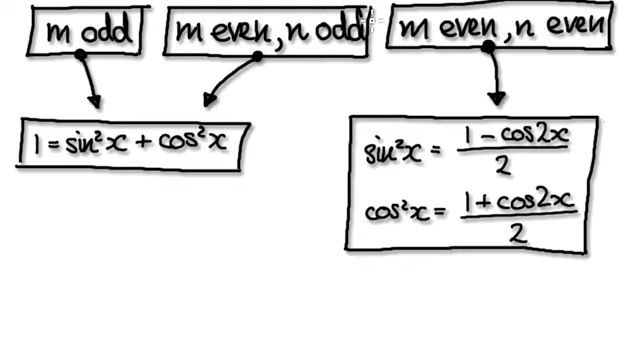 m odd
m even, n odd
m even, n even
1 = sin²x + cos²x
sin²x = (1 - cos2x)/2
cos²x = (1 + cos2x)/2